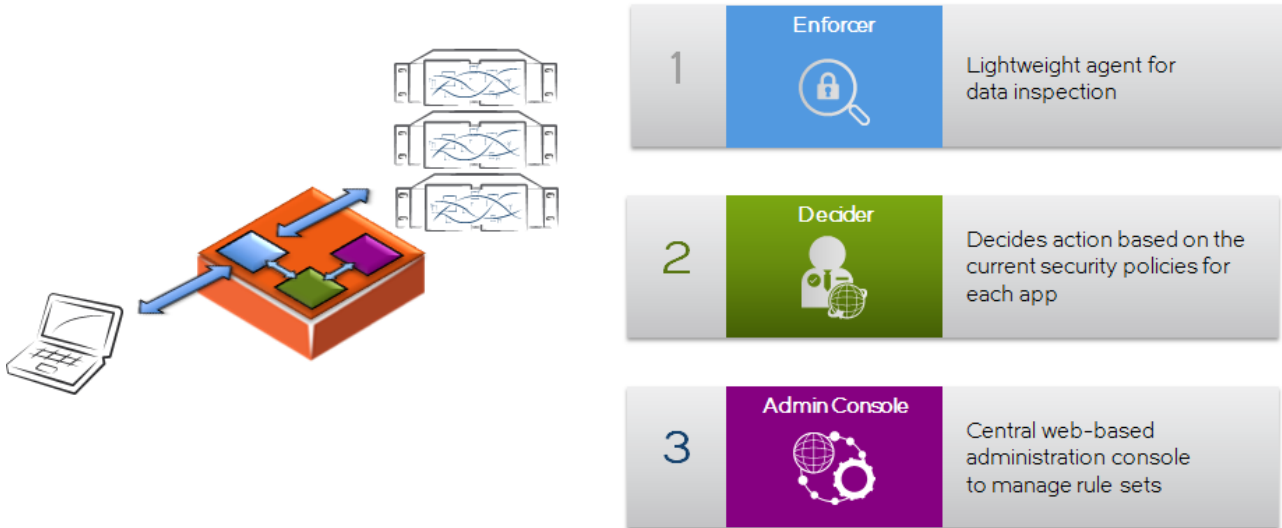 1
Enforcer
Lightweight agent for
data inspection
2
Decider
Decides action based on the
current security policies for
each app
3
Admin Console
Central web-based
administration console
to manage rule sets